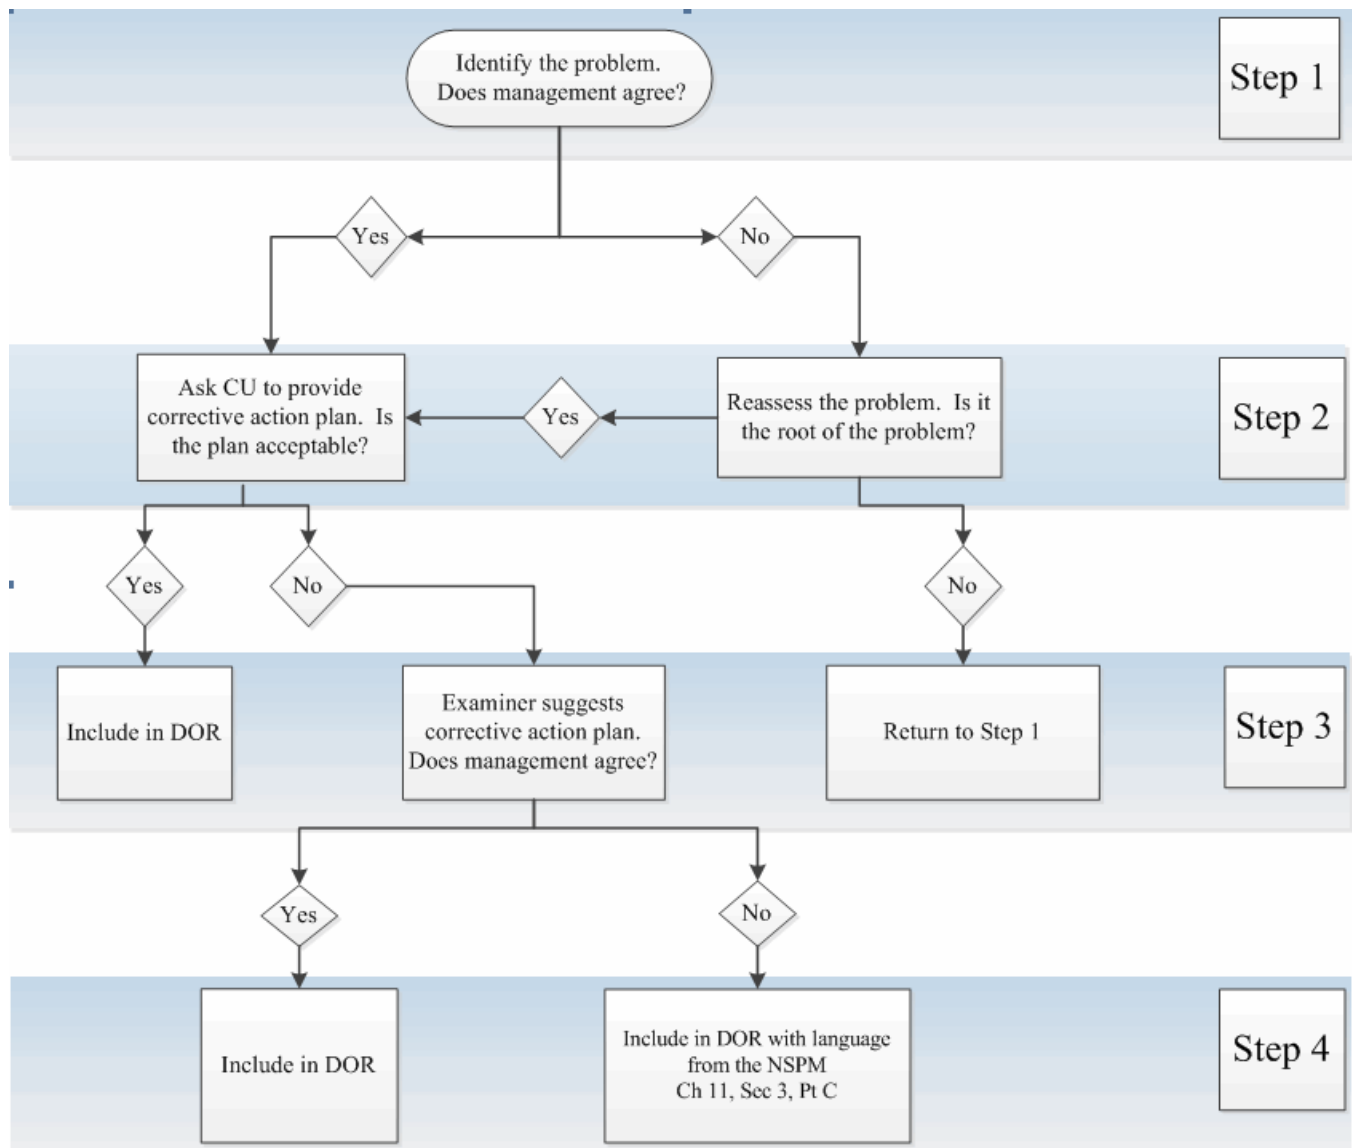 Identify the problem.
Does management agree?
Step 1
Yes
No
Ask CU to provide
corrective action plan.  Is
the plan acceptable?
Yes
Reassess the problem.  Is it
the root of the problem?
Step 2
Yes
No
No
Include in DOR
Examiner suggests
corrective action plan.
Does management agree?
Return to Step 1
Step 3
Yes
No
Include in DOR
Include in DOR with language
from the NSPM
Ch 11, Sec 3, Pt C
Step 4